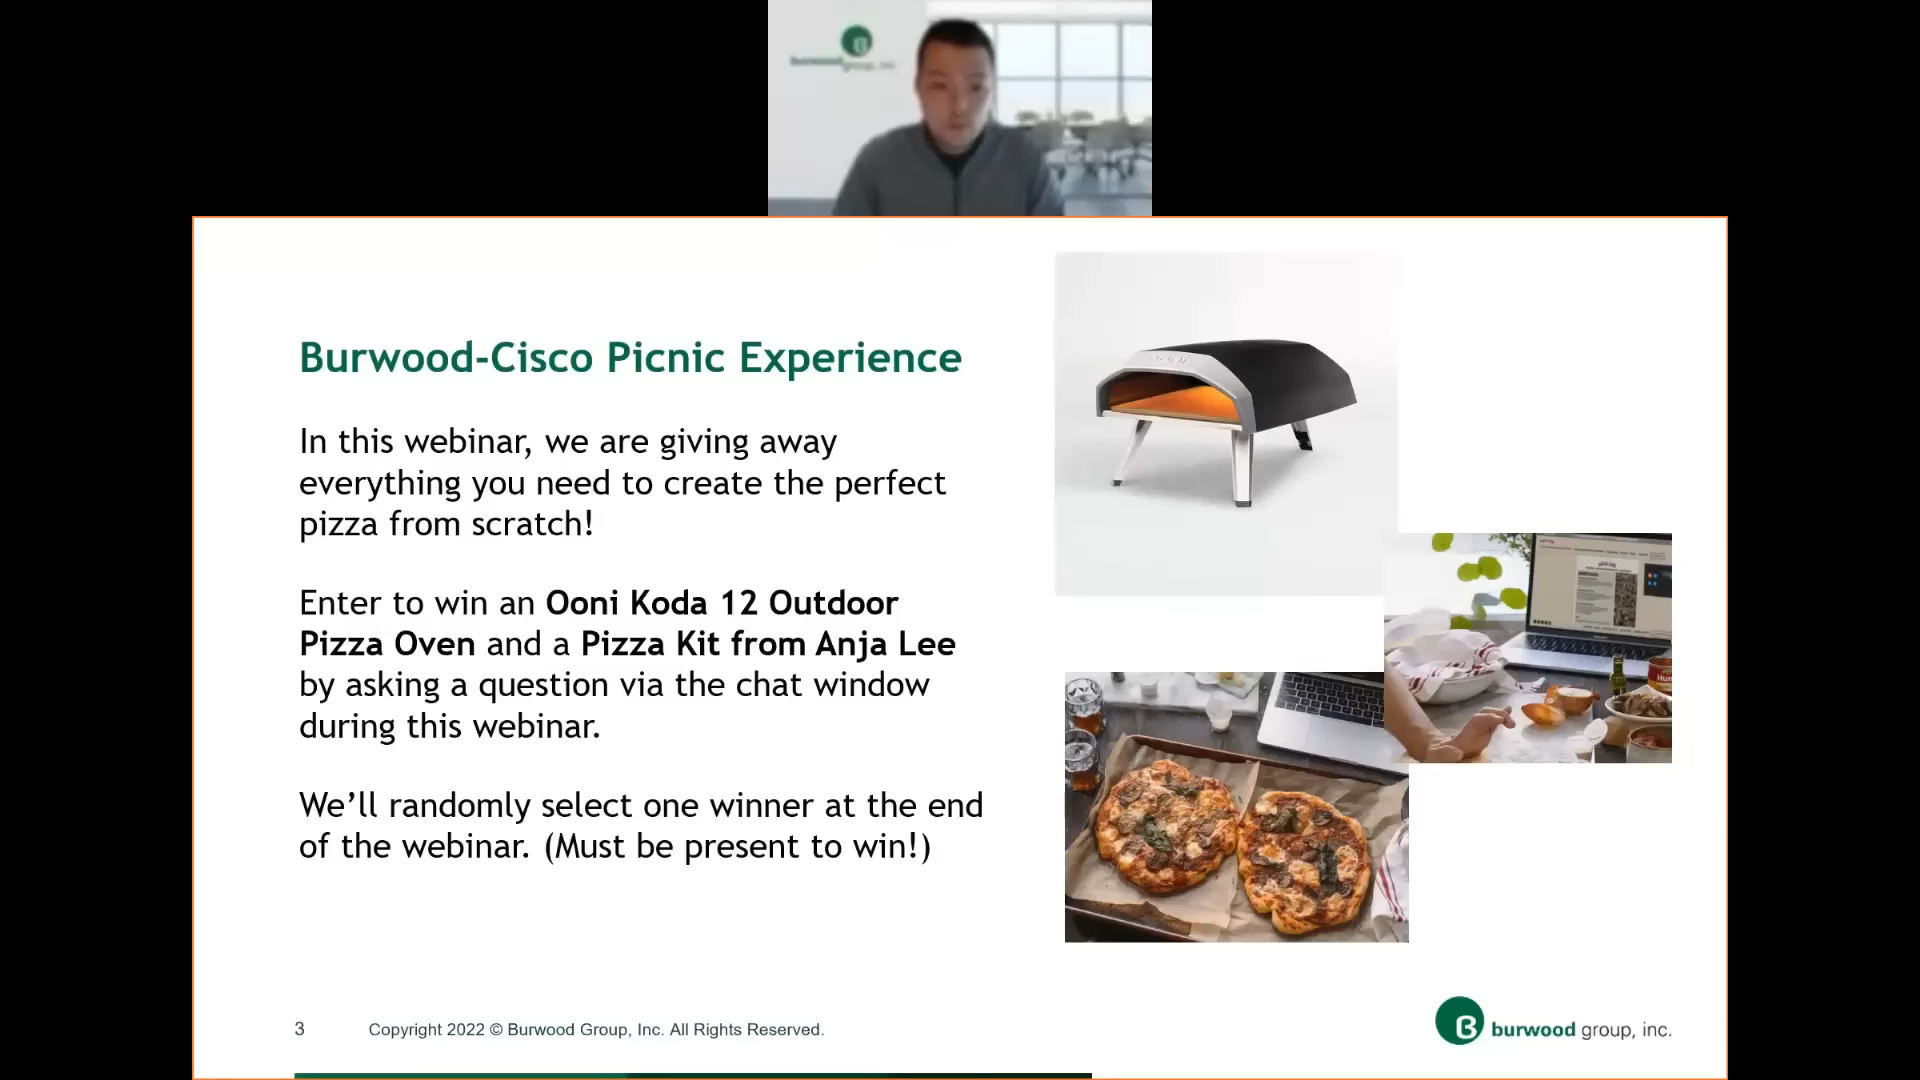 burwood group, inc.
Burwood-Cisco Picnic Experience
In this webinar, we are giving away
everything you need to create the perfect
pizza from scratch!
Enter to win an Ooni Koda 12 Outdoor
Pizza Oven and a Pizza Kit from Anja Lee
by asking a question via the chat window
during this webinar.
We’ll randomly select one winner at the end
of the webinar. (Must be present to win!)
3 Copyright 2022 © Burwood Group, Inc. All Rights Reserved.
burwood group, inc.